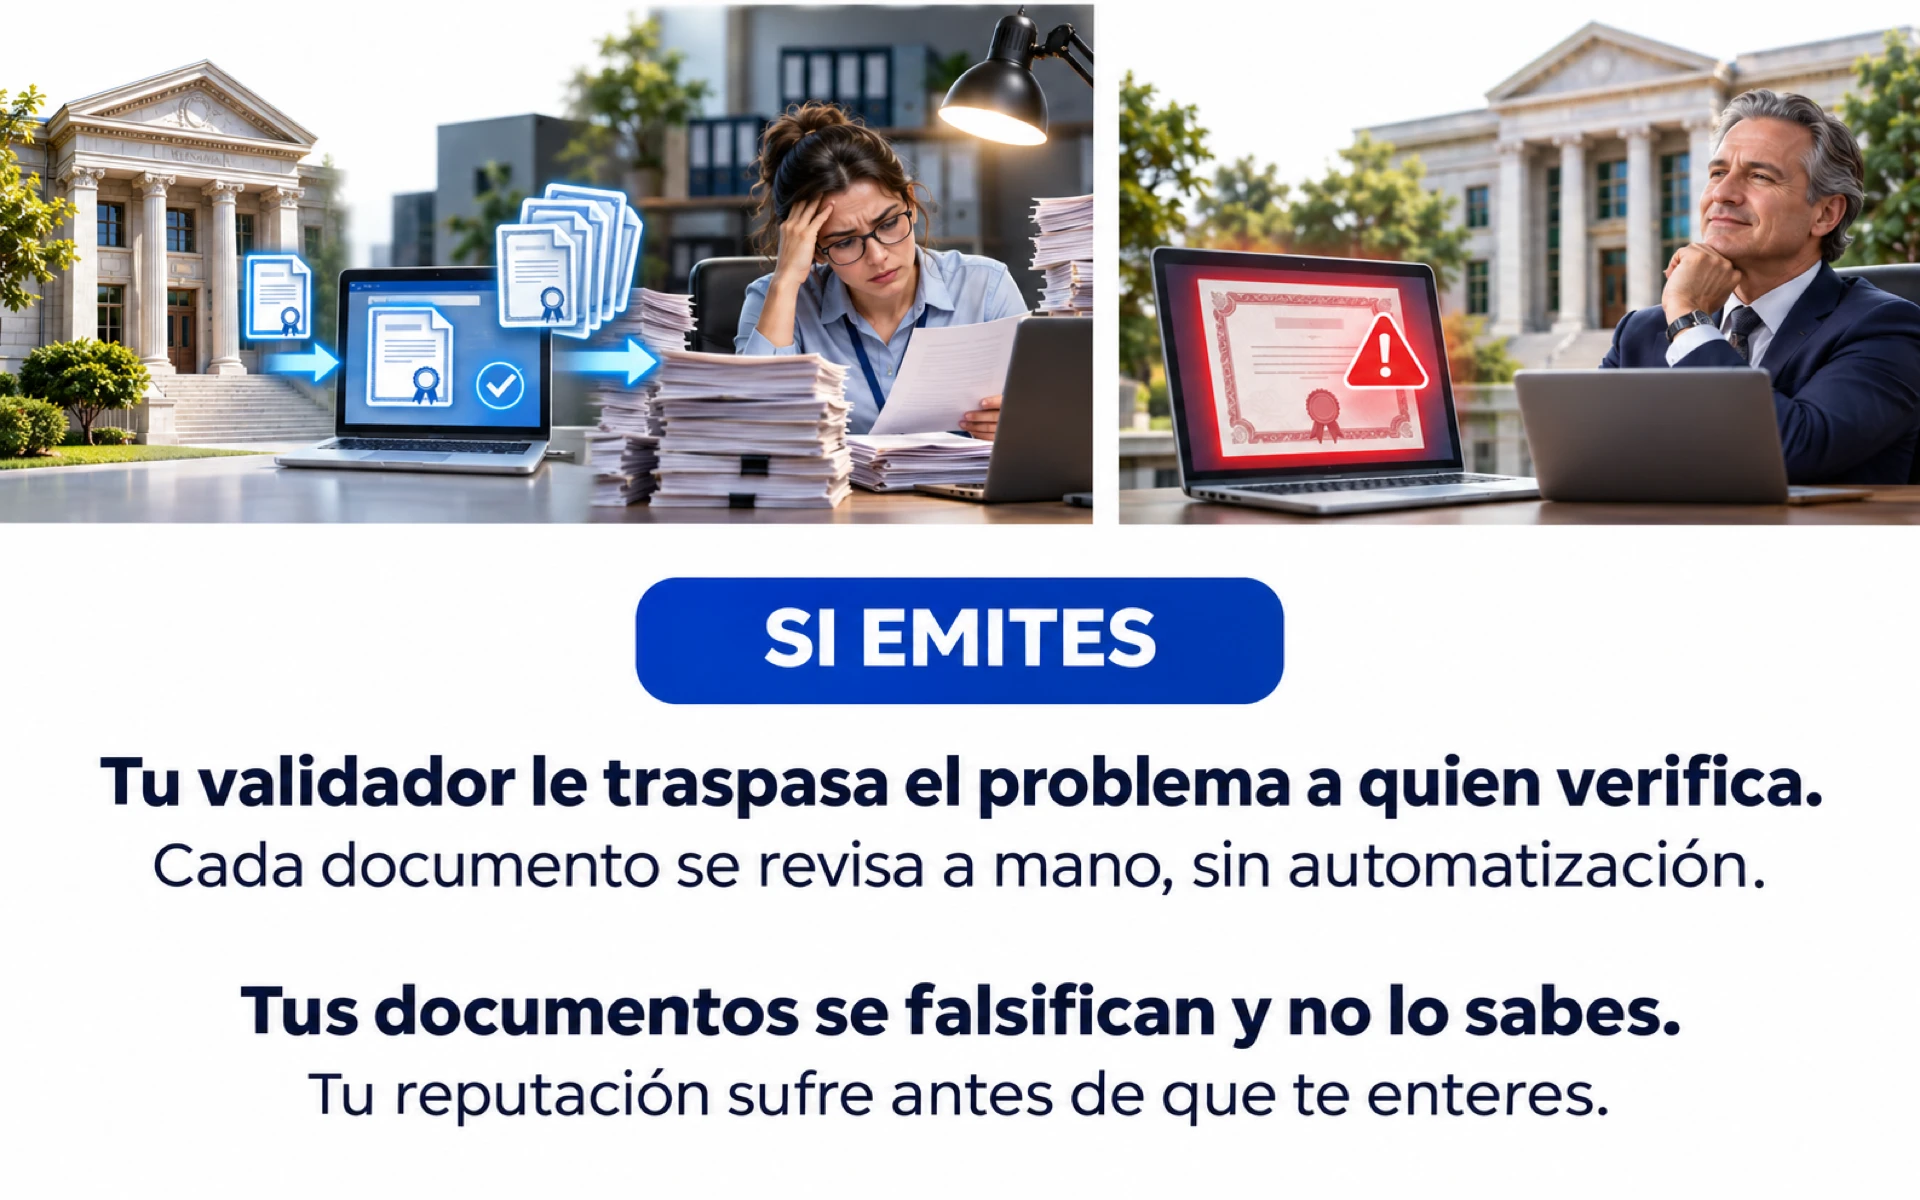 SI EMITES
Tu validador le traspasa el problema a quien verifica.
Cada documento se revisa a mano, sin automatización.
Tus documentos se falsifican y no lo sabes.
Tu reputación sufre antes de que te enteres.